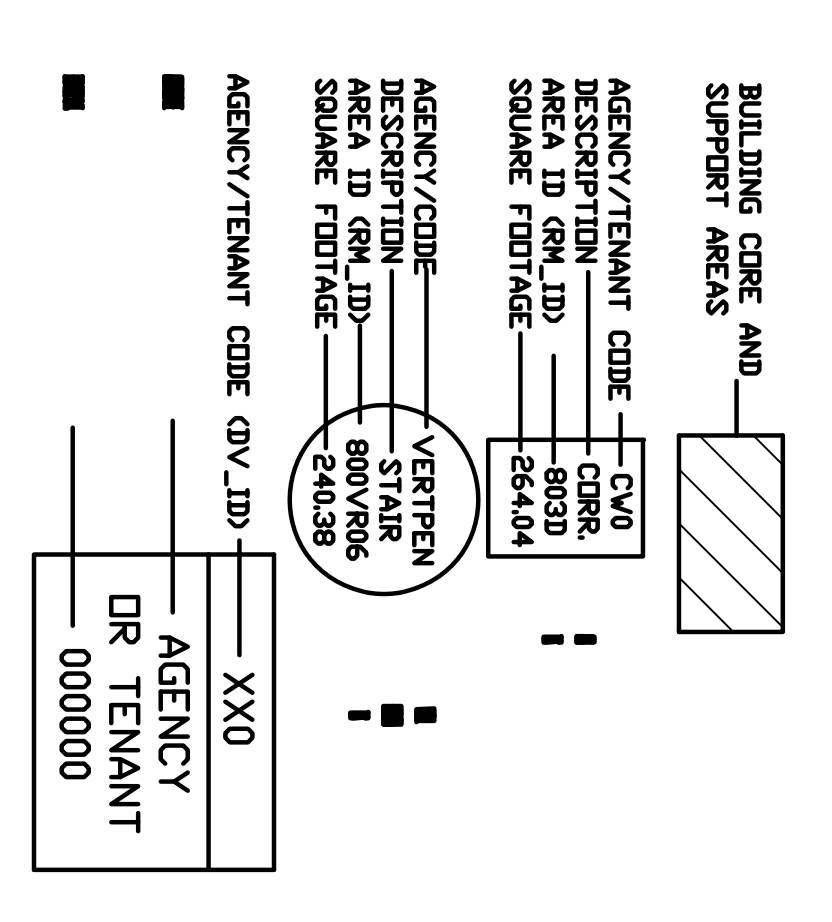 BUILDING CORE AND
SUPPORT AREAS
AGENCY/TENANT CODE
DESCRIPTION
AREA ID (RM_ID)
SQUARE FOOTAGE
CW0
CORR.
803D
264.04
AGENCY/CODE
DESCRIPTION
AREA ID (RM_ID)
SQUARE FOOTAGE
VERTPEN
STAIR
800VR06
240.38
AGENCY/TENANT CODE (DV_ID)
XX0
AGENCY
OR TENANT
000000